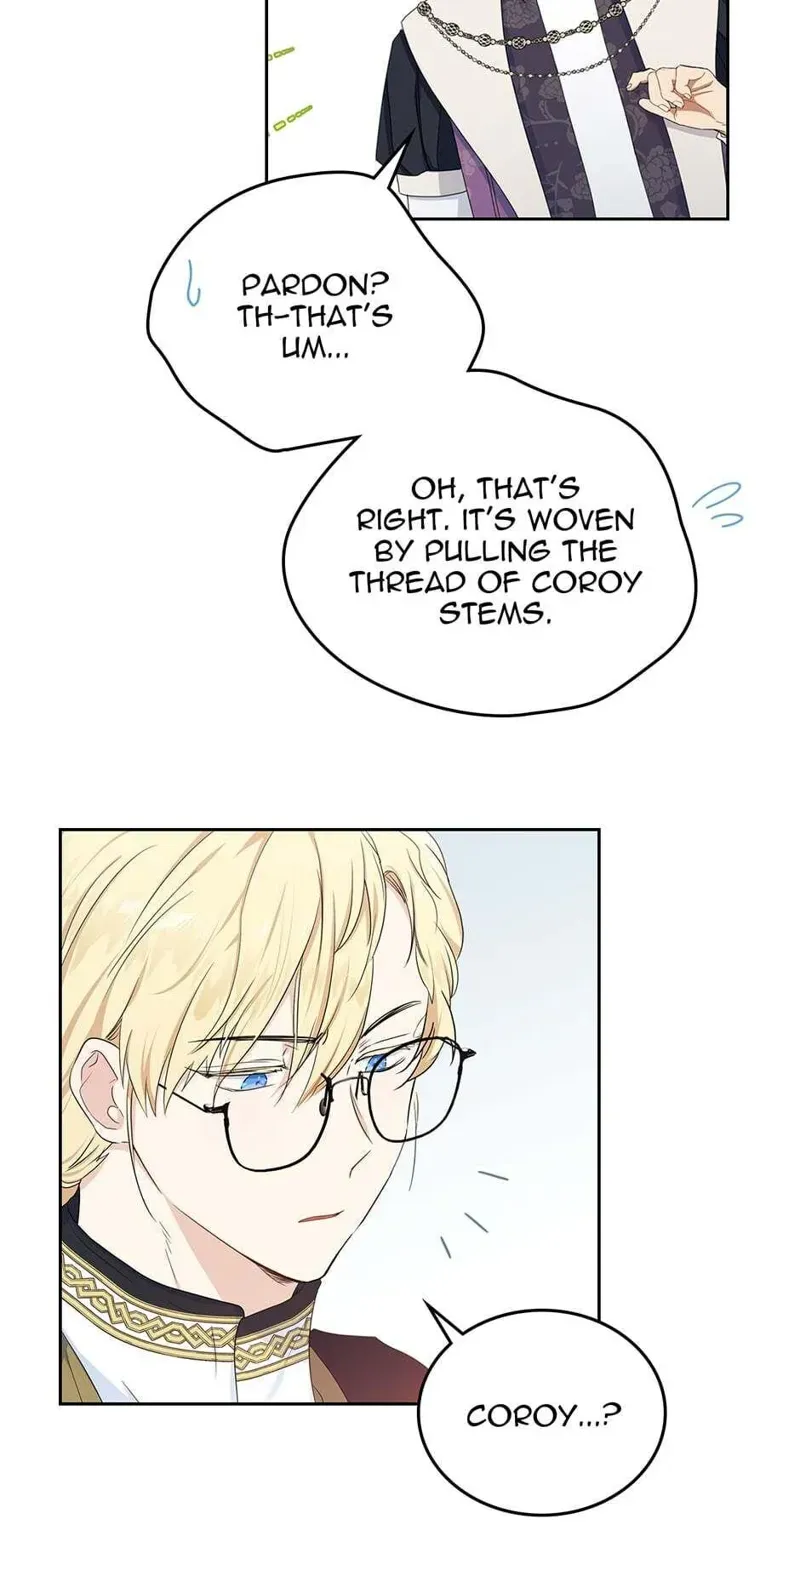 PARDON?
TH-THAT'S
UM...
OH, THAT'S
RIGHT. IT'S WOVEN
BY PULLING THE
THREAD OF COROY
STEMS.
COROY...?